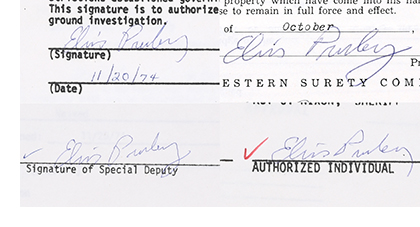 This signature is to authorize
ground investigation.
Elvis Presley
(Signature)
11/20/74
(Date)
property which have come into his
se to remain in full force and effect.
of October,
Elvis Presley
ESTERN SURETY COM
Elvis Presley
Signature of Special Deputy
Elvis Presley
AUTHORIZED INDIVIDUAL